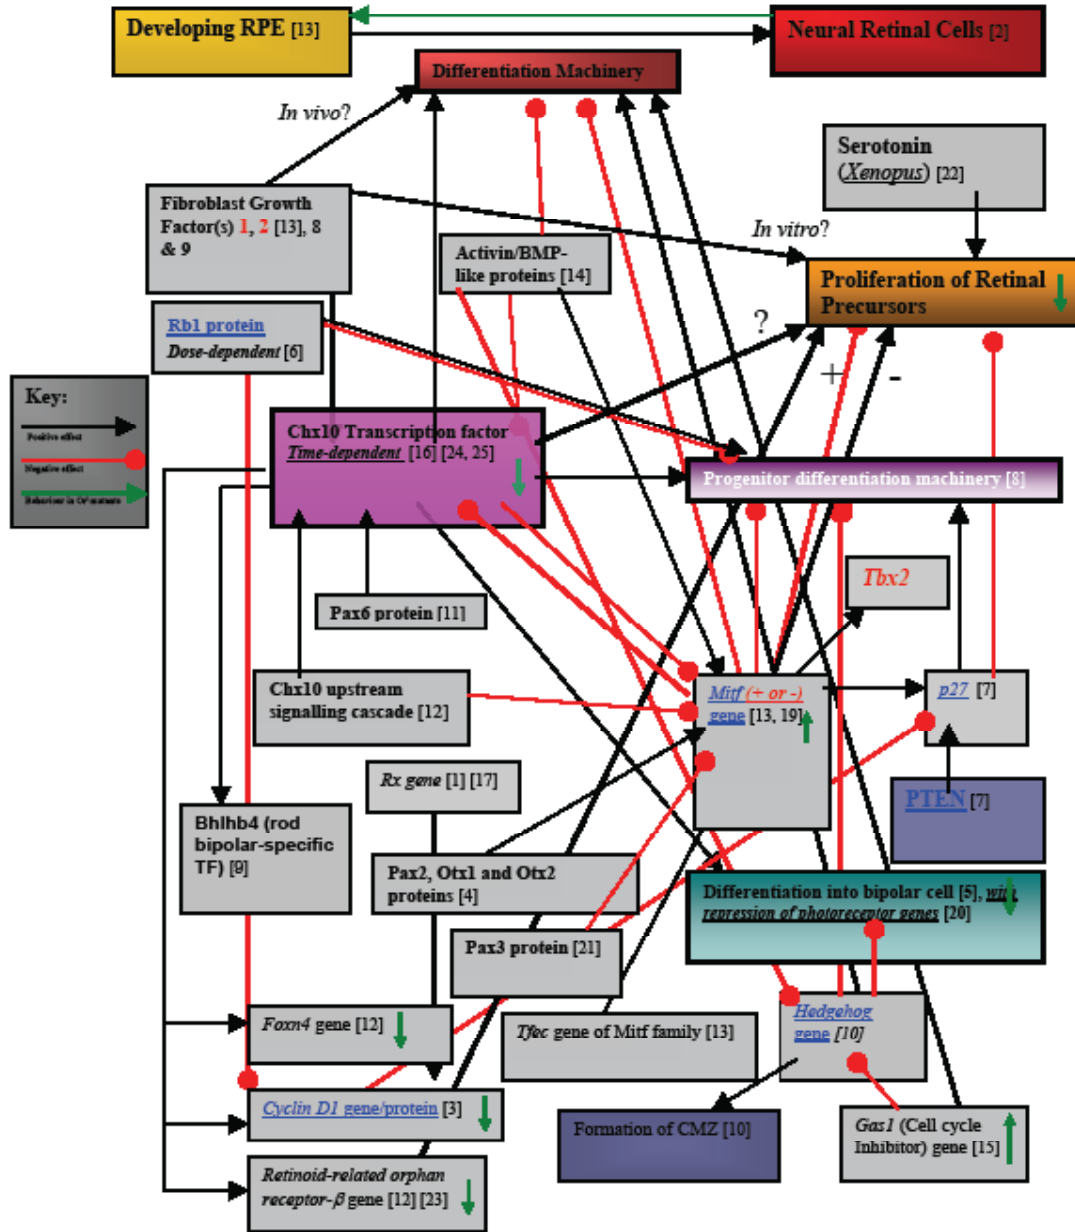 Developing RPE [13]
Neural Retinal Cells [2]
Differentiation Machinery
In vivo?
Serotonin
(Xenopus) [22]
Fibroblast Growth
Factor(s) 1, 2 [13], 8
& 9
In vitro?
Activin/BMP-
like proteins [14]
Proliferation of Retinal
Precursors
Rb1 protein
Dose-dependent [6]
?
+
-
Key:
Positive effect
Negative effect
Behaviour in Or^J mutants
Chx10 Transcription factor
Time-dependent [16] [24, 25]
Progenitor differentiation machinery [8]
Tbx2
Pax6 protein [11]
Chx10 upstream
signalling cascade [12]
Mitf (+ or -)
gene [13, 19]
p27 [7]
Rx gene [1] [17]
PTEN [7]
Bhlhb4 (rod
bipolar-specific
TF) [9]
Pax2, Otx1 and Otx2
proteins [4]
Differentiation into bipolar cell [5], with
repression of photoreceptor genes [20]
Pax3 protein [21]
Foxn4 gene [12]
Tfec gene of Mitf family [13]
Hedgehog
gene [10]
Cyclin D1 gene/protein [3]
Formation of CMZ [10]
Gas1 (Cell cycle
Inhibitor) gene [15]
Retinoid-related orphan
receptor-β gene [12] [23]